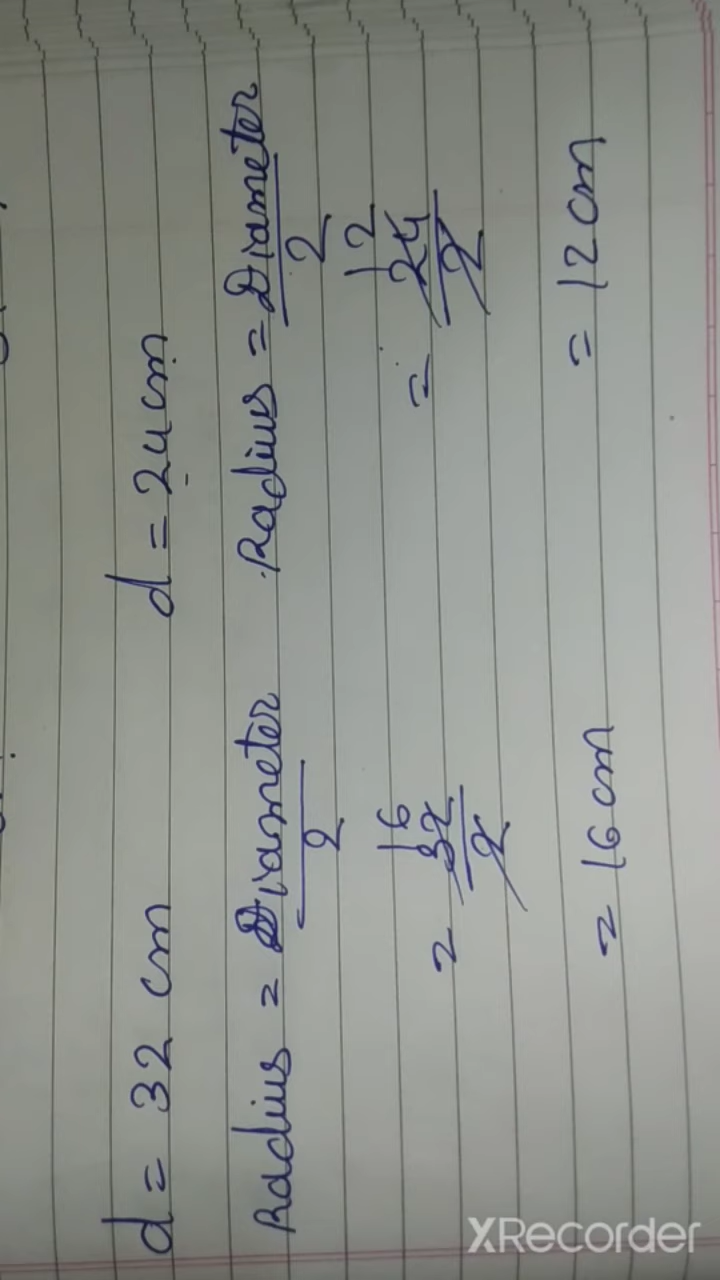 d = 32 cm d = 24 cm
Radius = Diameter Radius = Diameter
2 2
16 12
= 32 = 24
2 2
= 16 cm = 12 cm
XRecorder